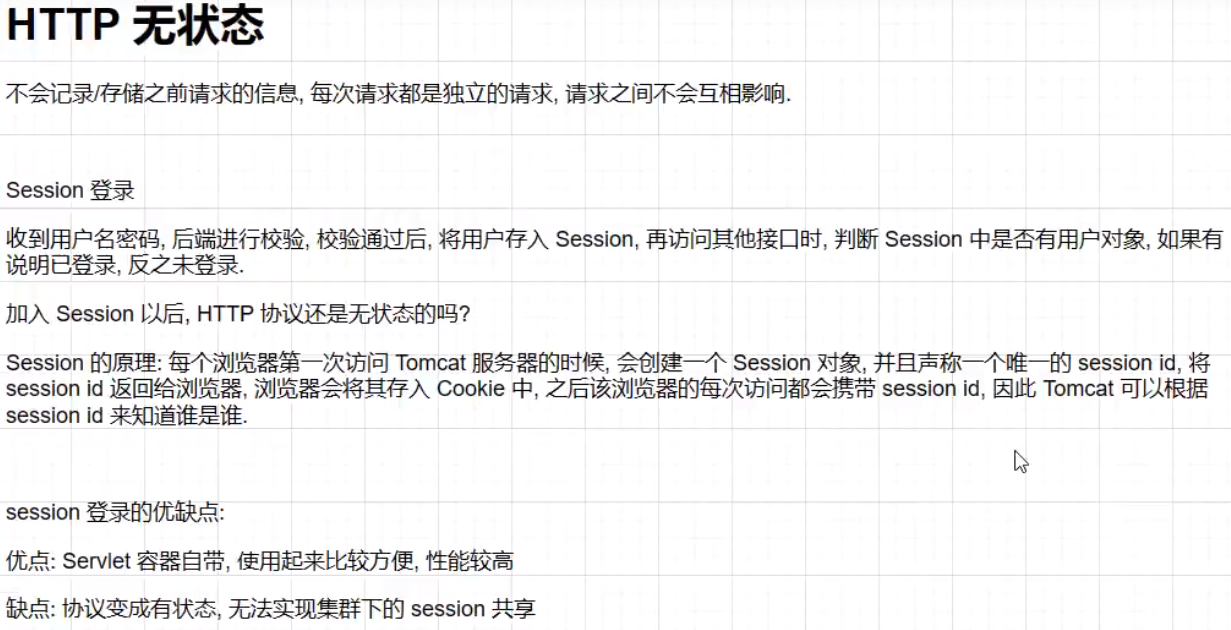 HTTP 无状态
不会记录/存储之前请求的信息, 每次请求都是独立的请求, 请求之间不会互相影响.
Session 登录
收到用户名密码, 后端进行校验, 校验通过后, 将用户存入 Session, 再访问其他接口时, 判断 Session 中是否有用户对象, 如果有
说明已登录, 反之未登录.
加入 Session 以后, HTTP 协议还是无状态的吗?
Session 的原理: 每个浏览器第一次访问 Tomcat 服务器的时候, 会创建一个 Session 对象, 并且声称一个唯一的 session id, 将
session id 返回给浏览器, 浏览器会将其存入 Cookie 中, 之后该浏览器的每次访问都会携带 session id, 因此 Tomcat 可以根据
session id 来知道谁是谁.
session 登录的优缺点:
优点: Servlet 容器自带, 使用起来比较方便, 性能较高
缺点: 协议变成有状态, 无法实现集群下的 session 共享